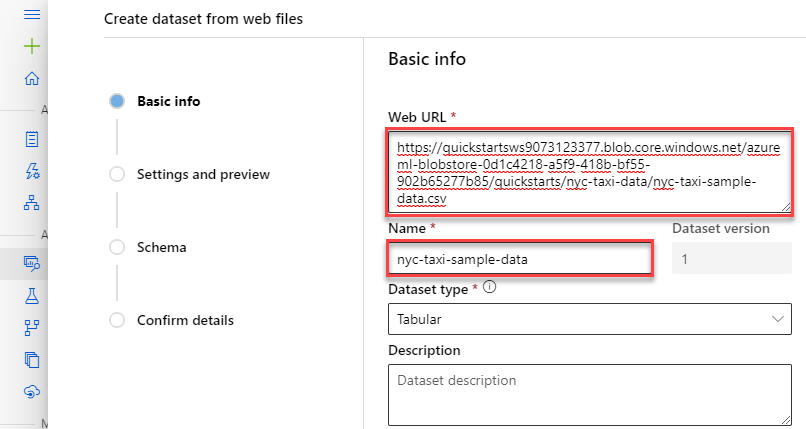 Create dataset from web files
Basic info
Settings and preview
Schema
Confirm details
Basic info
Web URL *
https://quickstartsws9073123377.blob.core.windows.net/azure
ml-blobstore-0d1c4218-a5f9-418b-bf55-
902b65277b85/quickstarts/nyc-taxi-data/nyc-taxi-sample-
data.csv
Name * Dataset version
nyc-taxi-sample-data 1
Dataset type *
Tabular
Description
Dataset description